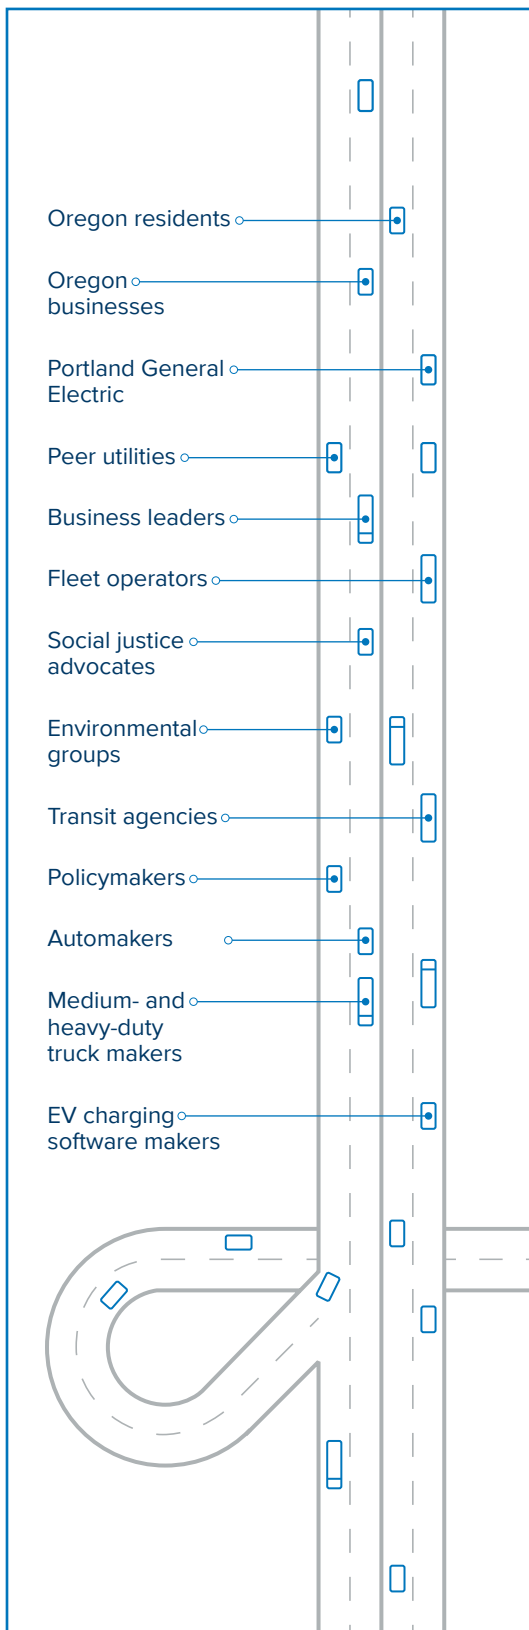 Oregon residents
Oregon
businesses
Portland General
Electric
Peer utilities
Business leaders
Fleet operators
Social justice
advocates
Environmental
groups
Transit agencies
Policymakers
Automakers
Medium- and
heavy-duty
truck makers
EV charging
software makers